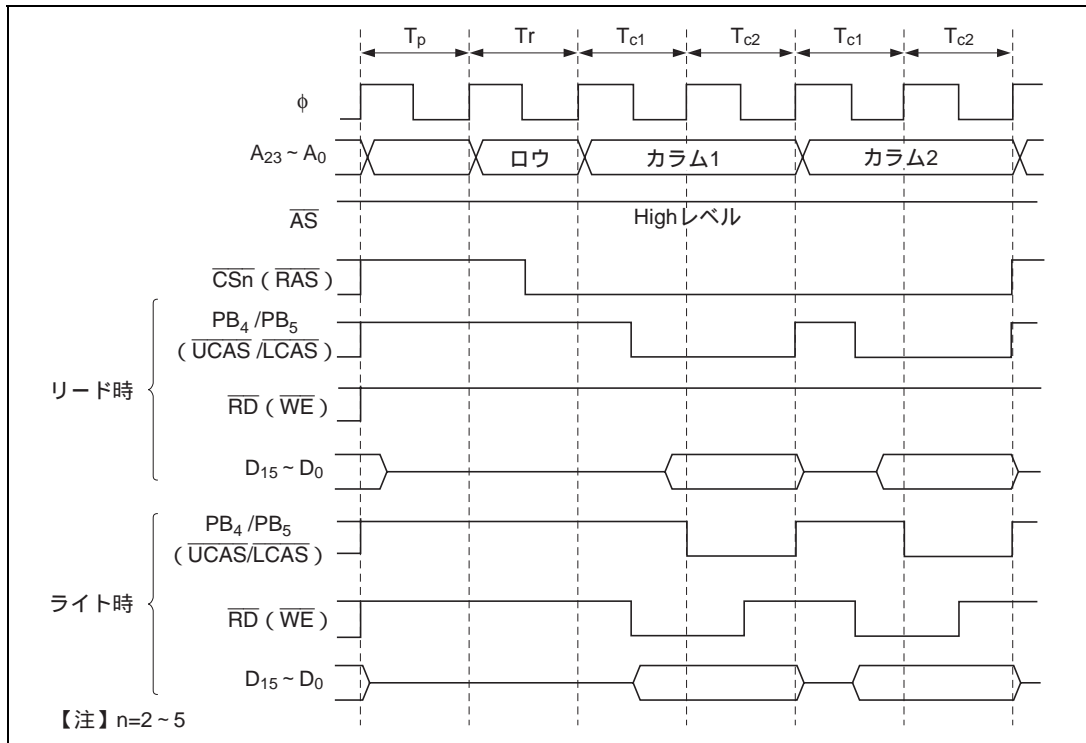 Tp Tr Tc1 Tc2 Tc1 Tc2
φ
A23 ~ A0 ロウ カラム1 カラム2
AS Highレベル
CSn ( RAS )
リード時
PB4 /PB5
( UCAS /LCAS )
RD ( WE )
D15 ~ D0
ライト時
PB4 /PB5
( UCAS/LCAS )
RD ( WE )
D15 ~ D0
【注】n=2 ~ 5